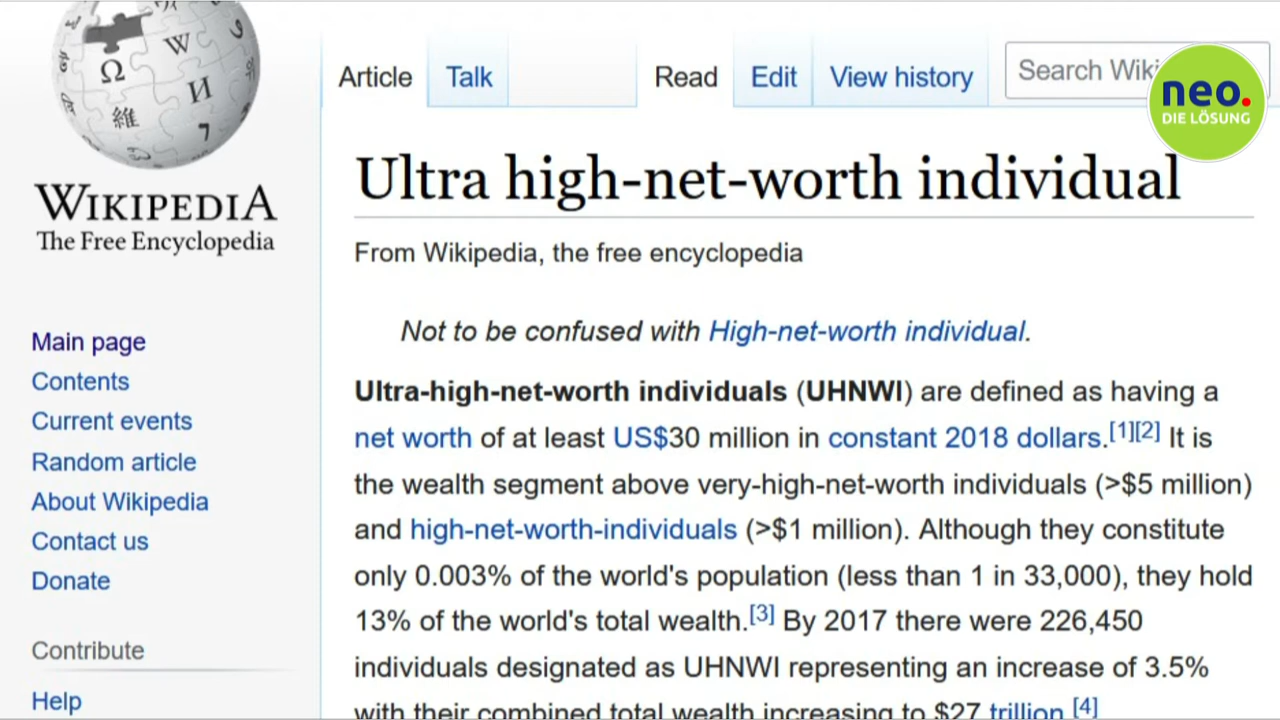 Ω W И 維 7
WIKIPEDIA
The Free Encyclopedia
Main page
Contents
Current events
Random article
About Wikipedia
Contact us
Donate
Contribute
Help
Article Talk Read Edit View history Search Wiki
neo.
DIE LÖSUNG
Ultra high-net-worth individual
From Wikipedia, the free encyclopedia
Not to be confused with High-net-worth individual.
Ultra-high-net-worth individuals (UHNWI) are defined as having a
net worth of at least US$30 million in constant 2018 dollars.[1][2] It is
the wealth segment above very-high-net-worth individuals (>$5 million)
and high-net-worth-individuals (>$1 million). Although they constitute
only 0.003% of the world's population (less than 1 in 33,000), they hold
13% of the world's total wealth.[3] By 2017 there were 226,450
individuals designated as UHNWI representing an increase of 3.5%
with their combined total wealth increasing to $27 trillion.[4]